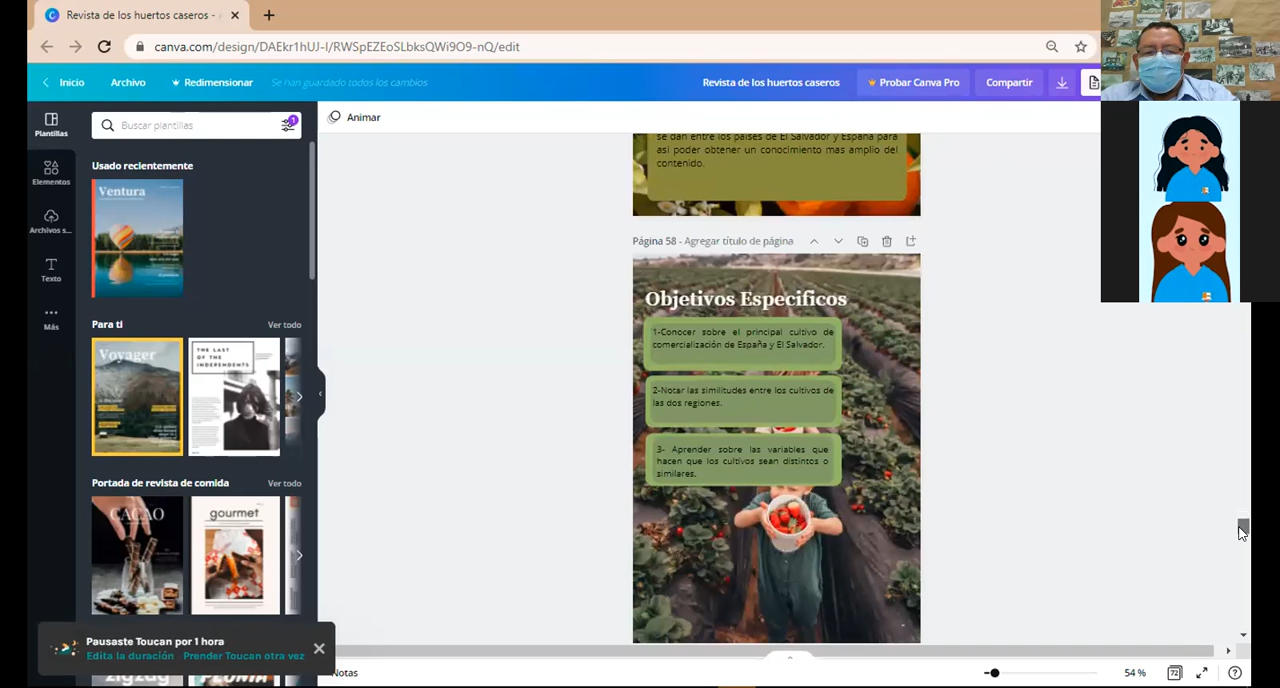 Revista de los huertos caseros -
canva.com/design/DAEkr1hUJ-I/RWSpEZEoSLbksQWi9O9-nQ/edit
Inicio
Archivo
Redimensionar
Se han guardado todos los cambios
Revista de los huertos caseros
Probar Canva Pro
Compartir
Plantillas
Elementos
Archivos s...
Texto
Más
Buscar plantillas
1
Animar
Usado recientemente
Ventura
Para ti
Ver todo
Voyager
THE LAST
OF THE
INDEPENDENTS
Portada de revista de comida
Ver todo
CACAO
gourmet
zigzag
Pausaste Toucan por 1 hora
Edita la duración
Prender Toucan otra vez
se dan entre los países de El Salvador y España para
asi poder obtener un conocimiento mas amplio del
contenido.
Página 58 - Agregar título de página
Objetivos Especificos
1-Conocer sobre el principal cultivo de
comercialización de España y El Salvador.
2-Notar las similitudes entre los cultivos de
las dos regiones.
3- Aprender sobre las variables que
hacen que los cultivos sean distintos o
similares.
Notas
54 %
72